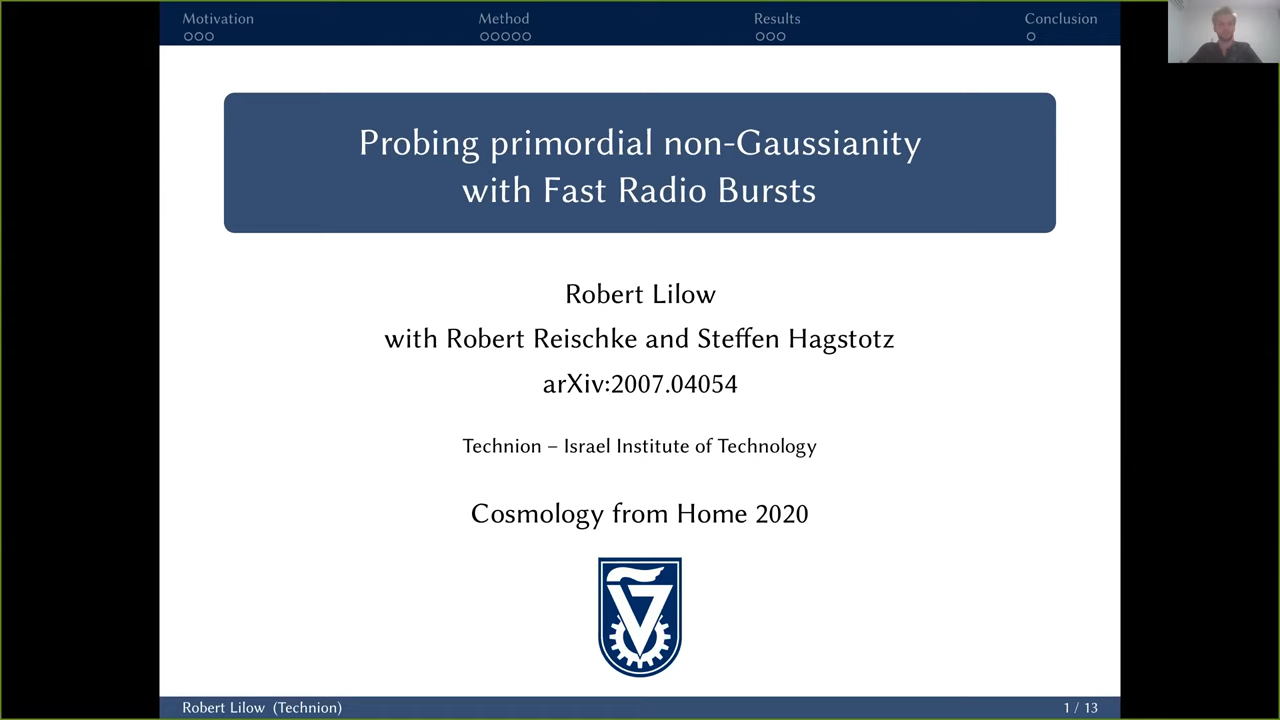 Motivation
Method
Results
Conclusion
Probing primordial non-Gaussianity
with Fast Radio Bursts
Robert Lilow
with Robert Reischke and Steffen Hagstotz
arXiv:2007.04054
Technion – Israel Institute of Technology
Cosmology from Home 2020
Robert Lilow (Technion)
1 / 13